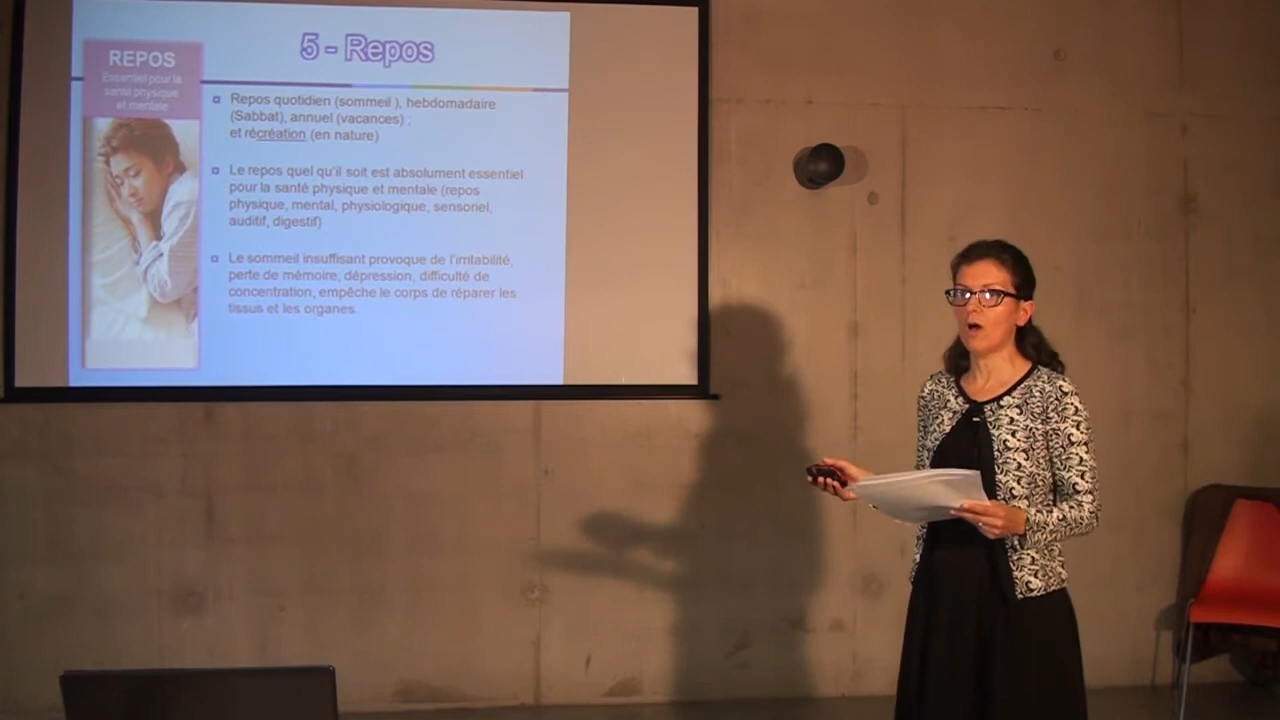 5 - Repos
REPOS
Essentiel pour la
santé physique
et mentale
Repos quotidien (sommeil ), hebdomadaire
(Sabbat), annuel (vacances) ;
et récréation (en nature)
Le repos quel qu'il soit est absolument essentiel
pour la santé physique et mentale (repos
physique, mental, physiologique, sensoriel,
auditif, digestif)
Le sommeil insuffisant provoque de l'irritabilité,
perte de mémoire, dépression, difficulté de
concentration, empêche le corps de réparer les
tissus et les organes.